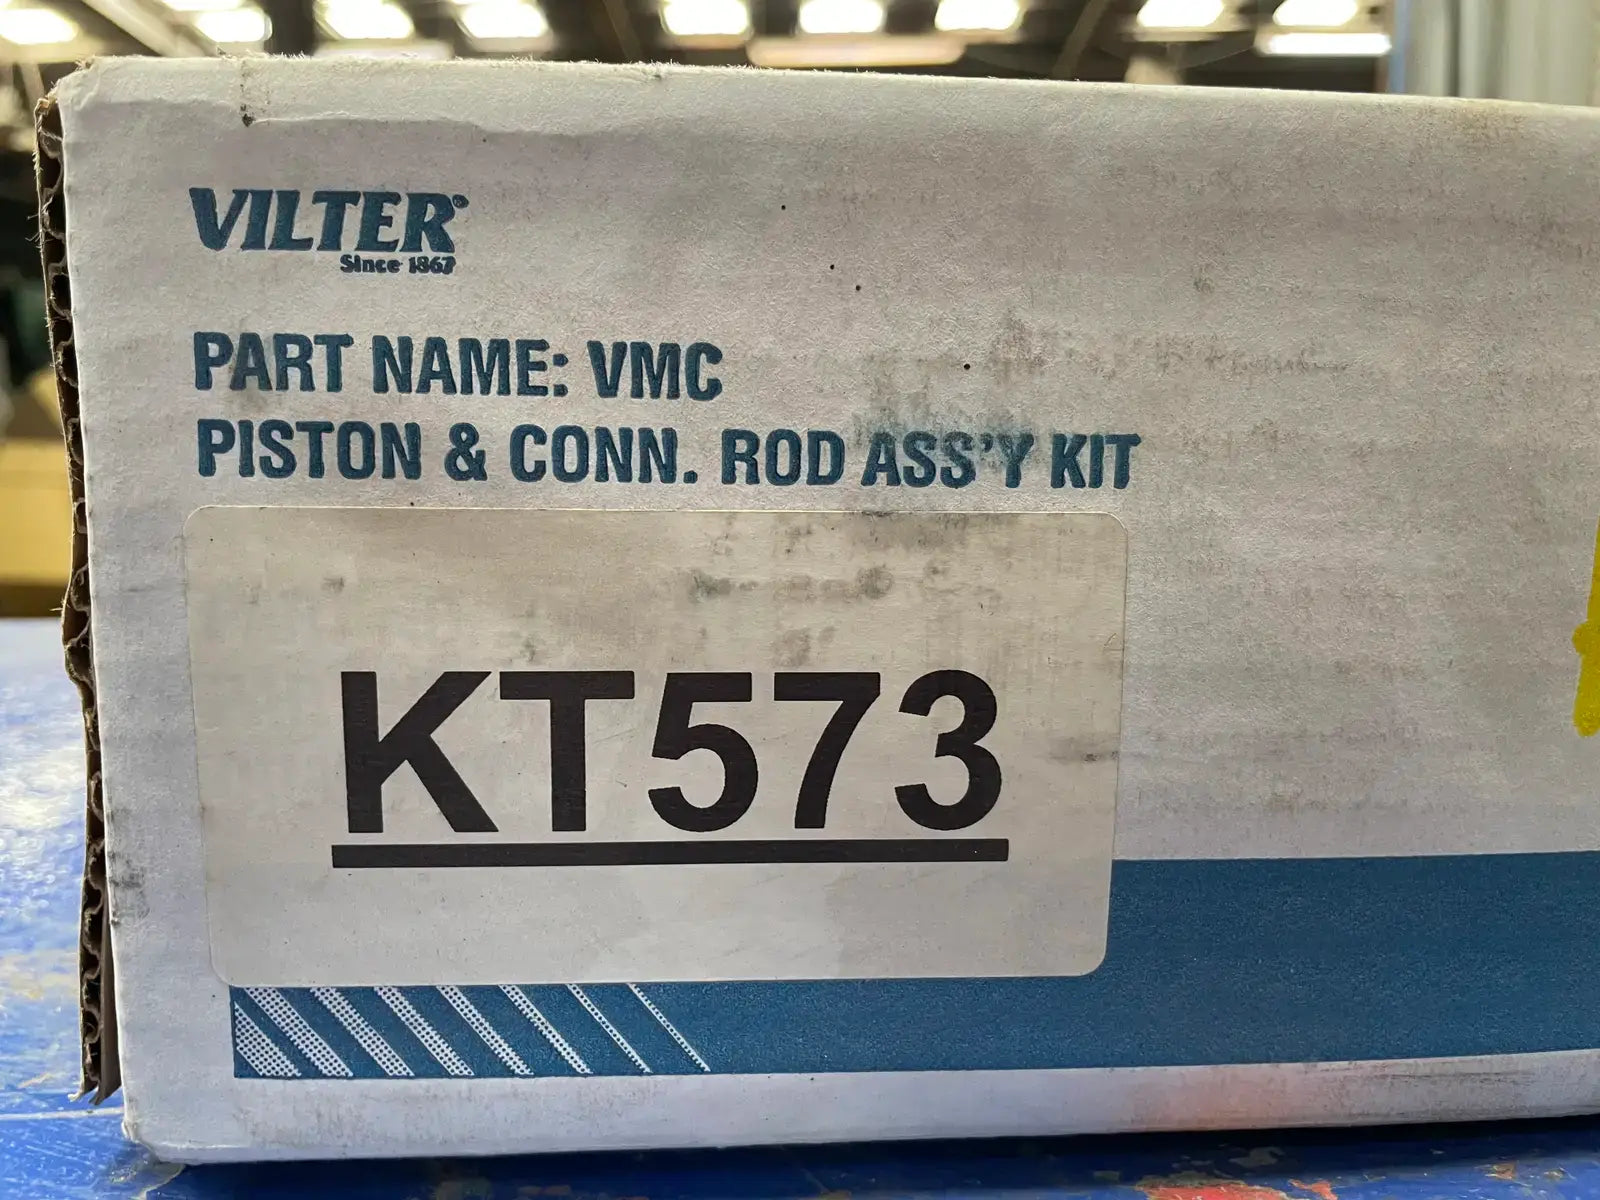 VILTER®
Since 1867
PART NAME: VMC
PISTON & CONN. ROD ASS'Y KIT
KT573